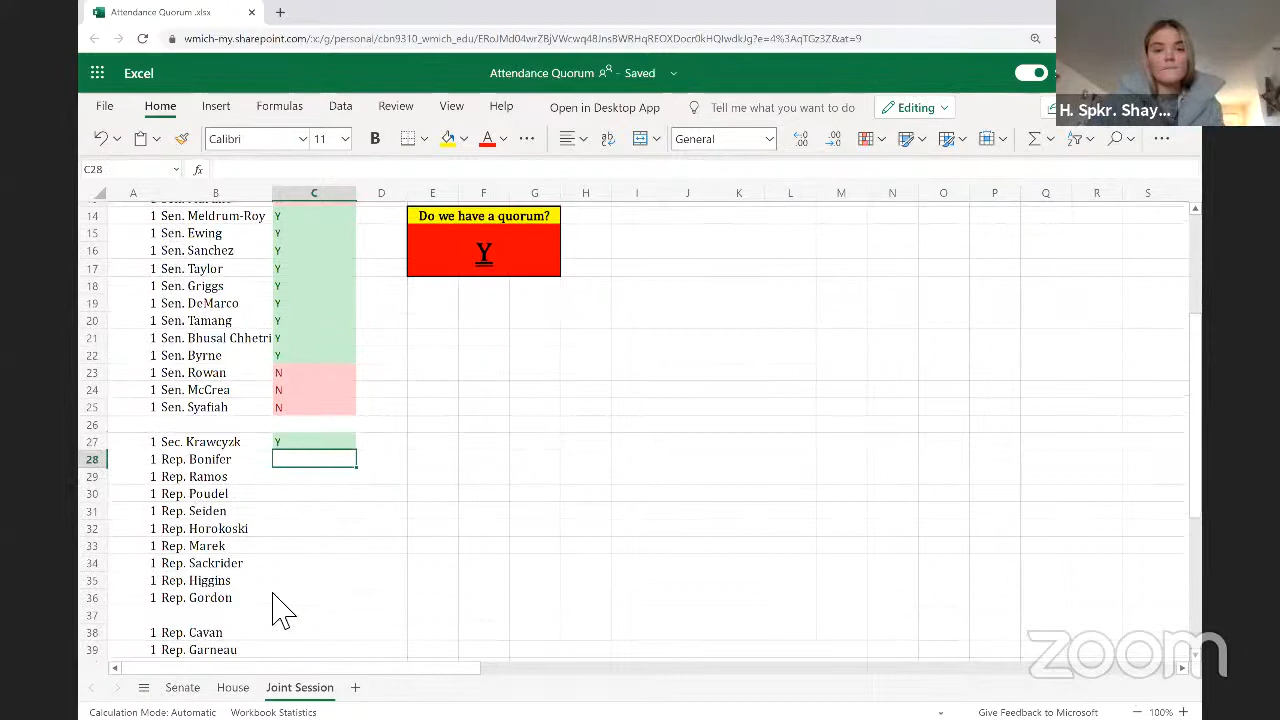 Attendance Quorum .xlsx
wmich-my.sharepoint.com/:x:/g/personal/cbn9310_wmich_edu/
Excel
Attendance Quorum - Saved
File Home Insert Formulas Data Review View Help Open in Desktop App Tell me what you want to do Editing
Calibri 11 B General
C28 fx
H. Spkr. Shay...
A B C D E F G H I J K L M N O P Q R S
14 1 Sen. Meldrum-Roy Y Do we have a quorum?
15 1 Sen. Ewing Y
16 1 Sen. Sanchez Y Y
17 1 Sen. Taylor Y
18 1 Sen. Griggs Y
19 1 Sen. DeMarco Y
20 1 Sen. Tamang Y
21 1 Sen. Bhusal Chhetri Y
22 1 Sen. Byrne Y
23 1 Sen. Rowan N
24 1 Sen. McCrea N
25 1 Sen. Syafiah N
26
27 1 Sec. Krawcyzk Y
28 1 Rep. Bonifer
29 1 Rep. Ramos
30 1 Rep. Poudel
31 1 Rep. Seiden
32 1 Rep. Horokoski
33 1 Rep. Marek
34 1 Rep. Sackrider
35 1 Rep. Higgins
36 1 Rep. Gordon
37
38 1 Rep. Cavan
39 1 Rep. Garneau
zoom
Senate House Joint Session
Calculation Mode: Automatic Workbook Statistics Give Feedback to Microsoft 100%